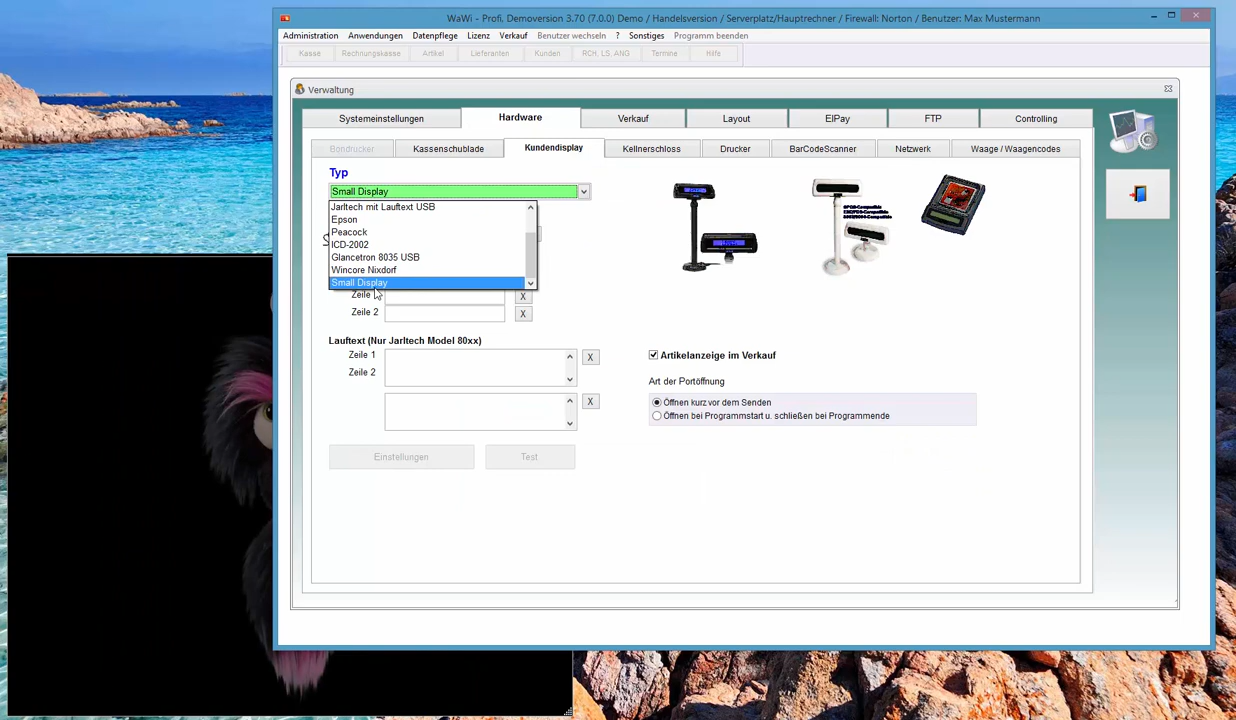 WaWi - Profi, Demoversion 3.70 (7.0.0) Demo / Handelsversion / Serverplatz/Hauptrechner / Firewall: Norton / Benutzer: Max Mustermann
Administration Anwendungen Datenpflege Lizenz Verkauf Benutzer wechseln ? Sonstiges Programm beenden
Kasse Rechnungskasse Artikel Lieferanten Kunden RCH. LS. ANG Termine Hilfe
Verwaltung
Systemeinstellungen Hardware Verkauf Layout ElPay FTP Controlling
Bondrucker Kassenschublade Kundendisplay Kellnerschloss Drucker BarCodeScanner Netzwerk Waage / Waagencodes
Typ
Small Display
Jarltech mit Lauftext USB
Epson
Peacock
ICD-2002
Glancetron 8035 USB
Wincore Nixdorf
Small Display
Zeile
X
Zeile 2
X
Lauftext (Nur Jarltech Model 80xx)
Zeile 1
X
Zeile 2
X
Artikelanzeige im Verkauf
Art der Portöffnung
Öffnen kurz vor dem Senden
Öffnen bei Programmstart u. schließen bei Programmende
Einstellungen Test